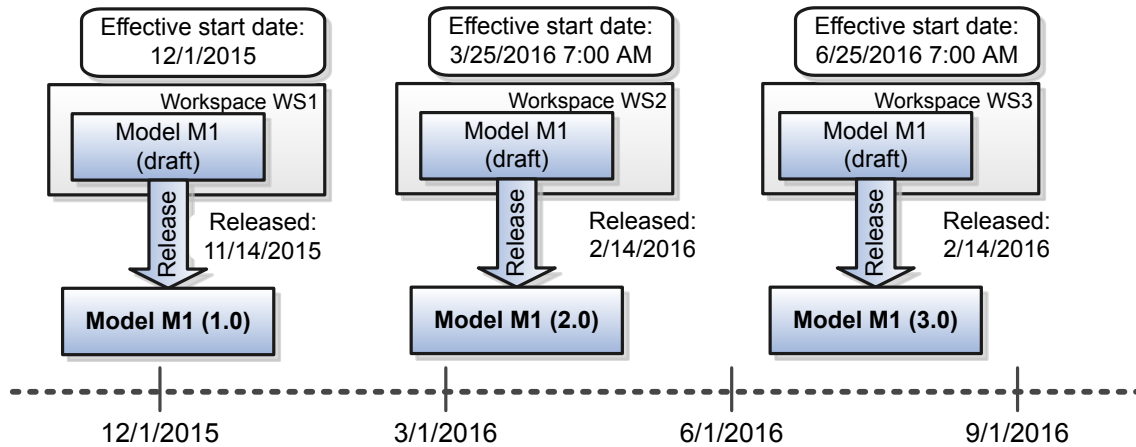 Effective start date:
12/1/2015
Workspace WS1
Model M1
(draft)
Release
Released:
11/14/2015
Model M1 (1.0)
Effective start date:
3/25/2016 7:00 AM
Workspace WS2
Model M1
(draft)
Release
Released:
2/14/2016
Model M1 (2.0)
Effective start date:
6/25/2016 7:00 AM
Workspace WS3
Model M1
(draft)
Release
Released:
2/14/2016
Model M1 (3.0)
12/1/2015
3/1/2016
6/1/2016
9/1/2016